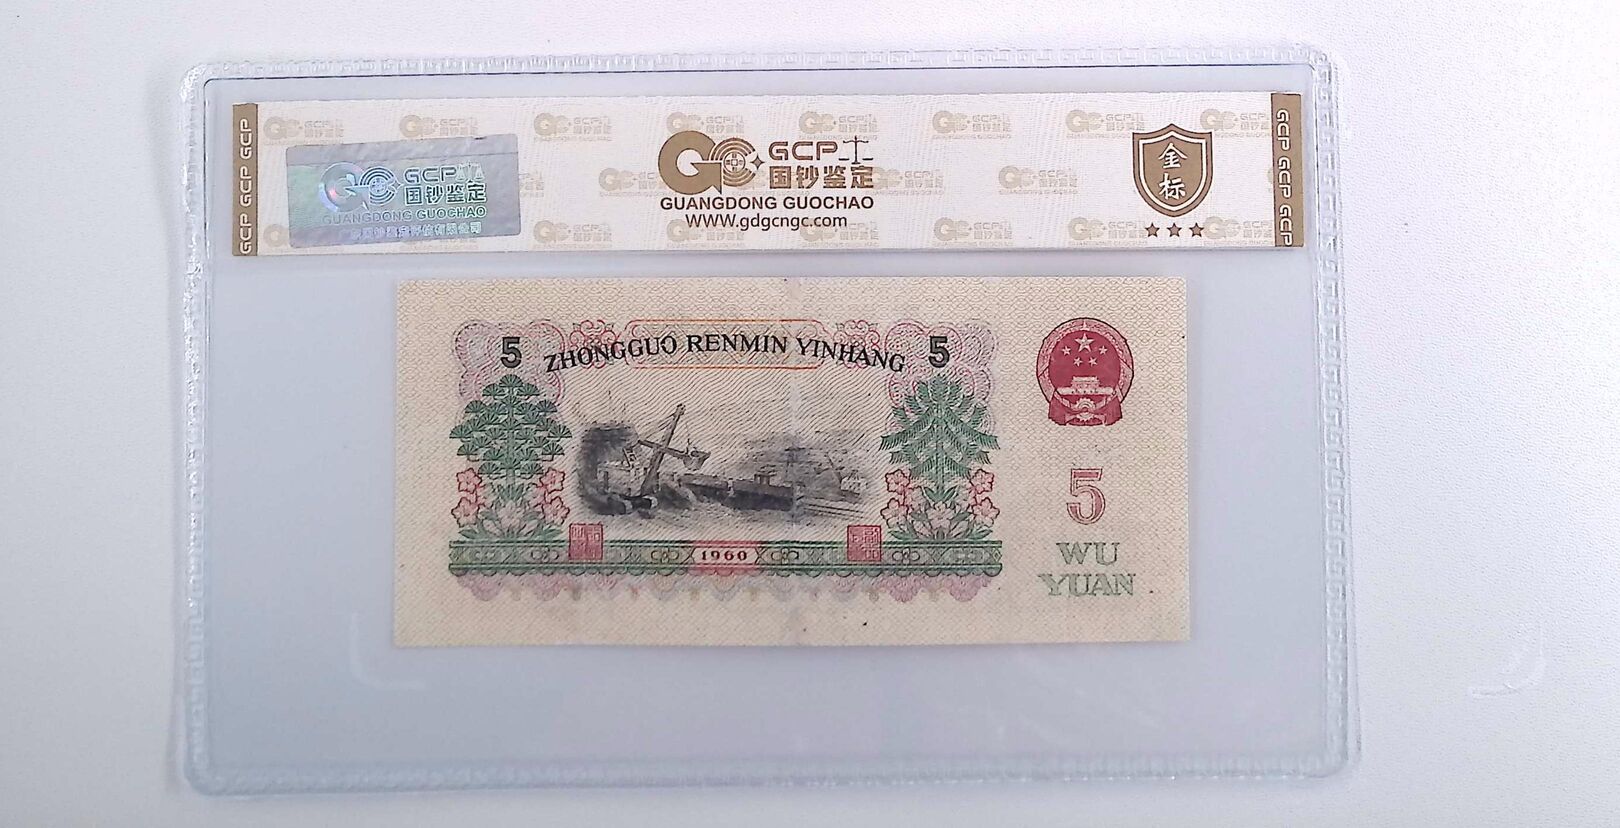 GCP GCP GCP
GCP
国钞鉴定
GUANGDONG GUOCHAO
GCP
国钞鉴定
GUANGDONG GUOCHAO
www.gdgcngc.com
金
标
GCP GCP GCP
5 ZHONGGUO RENMIN YINHANG 5
5
1960
WU
YUAN